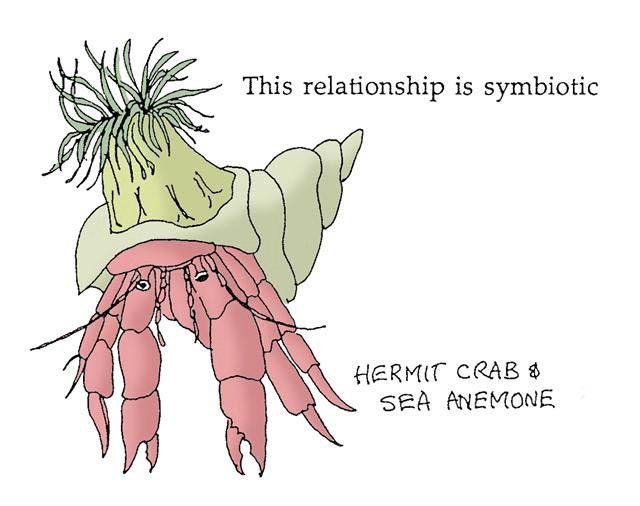 This relationship is symbiotic
HERMIT CRAB &
SEA ANEMONE